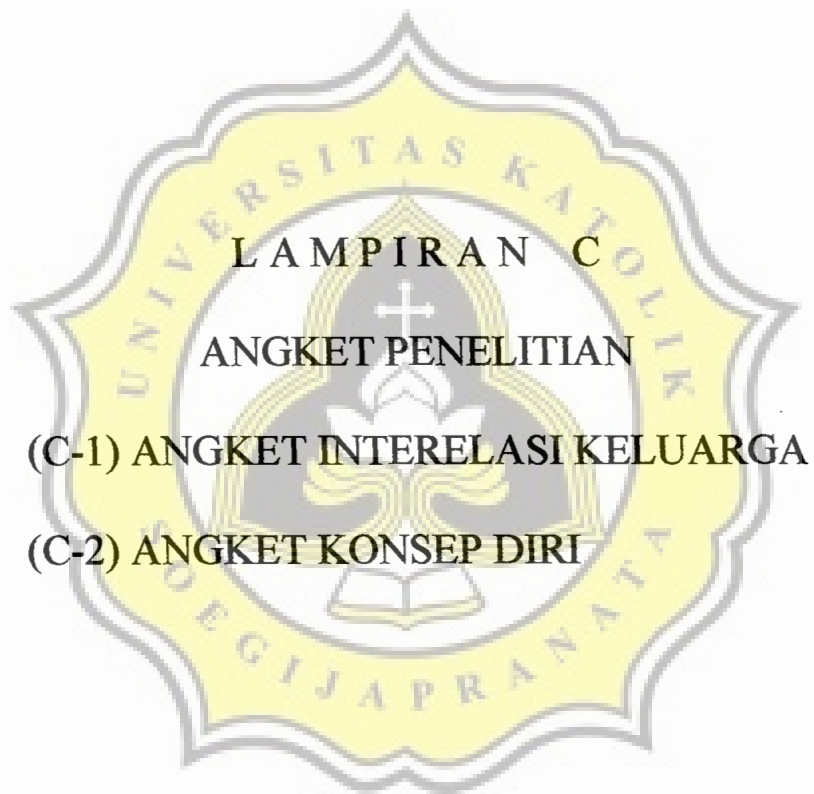 UNIVERSITAS KATOLIK
LAMPIRAN C
ANGKET PENELITIAN
(C-1) ANGKET INTERELASI KELUARGA
(C-2) ANGKET KONSEP DIRI
SOEGIJAPRANATA